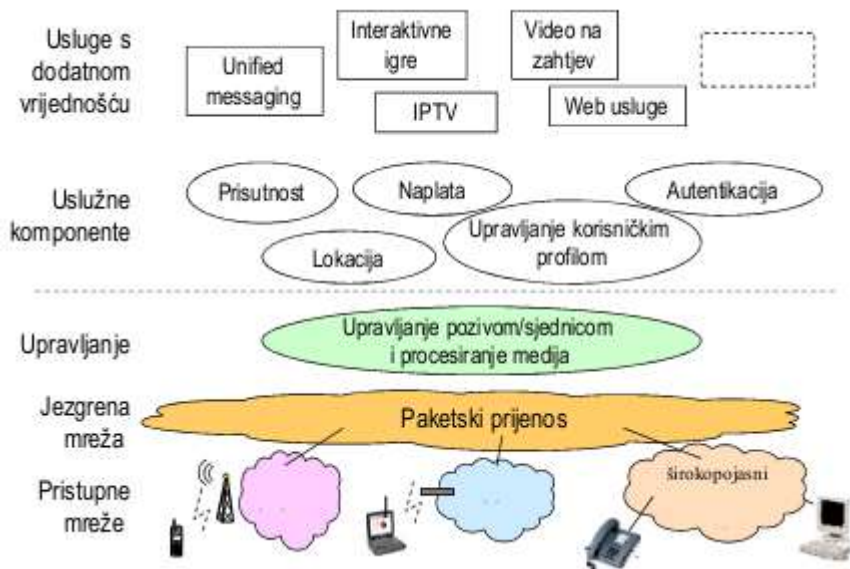 Usluge s
dodatnom
vrijednošću
Unified
messaging
Interaktivne
igre
IPTV
Video na
zahtjev
Web usluge
Uslužne
komponente
Prisutnost
Naplata
Autentikacija
Lokacija
Upravljanje korisničkim
profilom
Upravljanje
Upravljanje pozivom/sjednicom
i procesiranje medija
Jezgrena
mreža
Paketski prijenos
Pristupne
mreže
širokopojasni